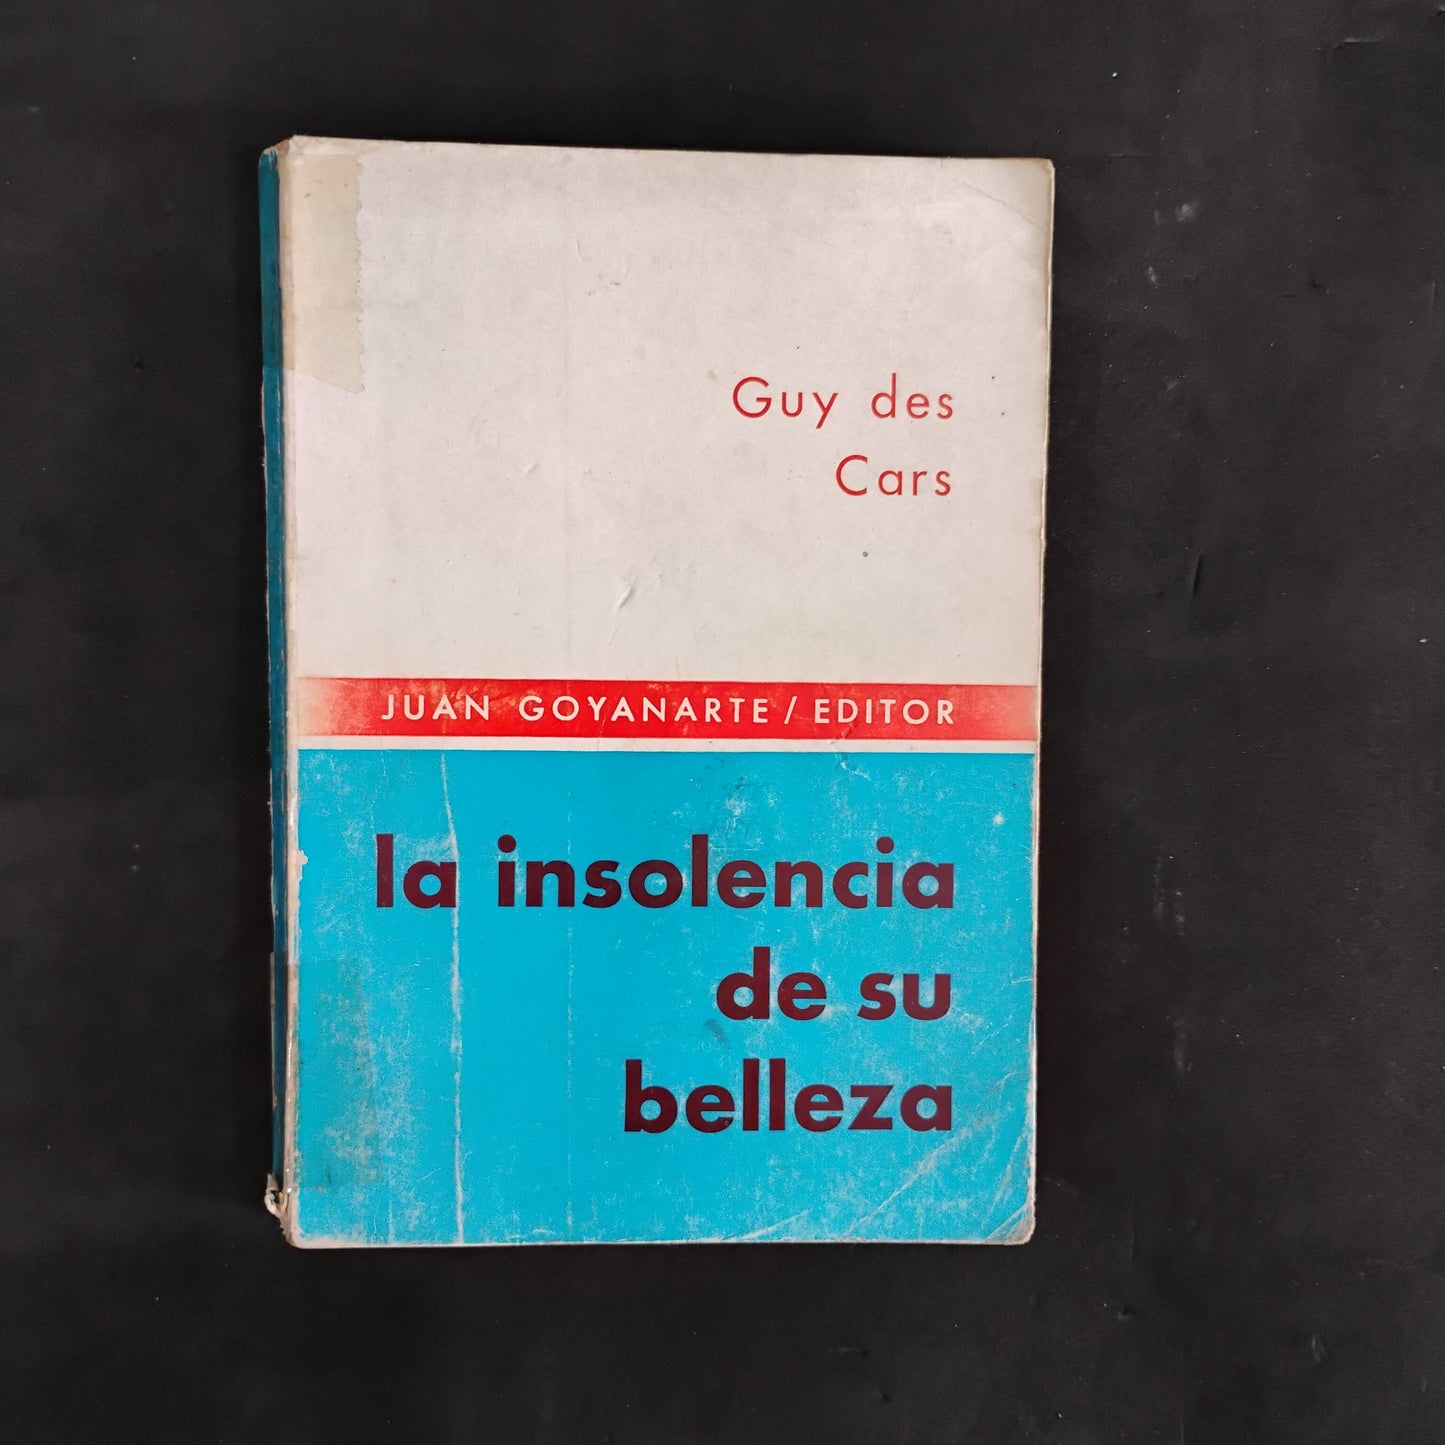 Guy des
Cars
JUAN GOYANARTE / EDITOR
la insolencia
de su
belleza